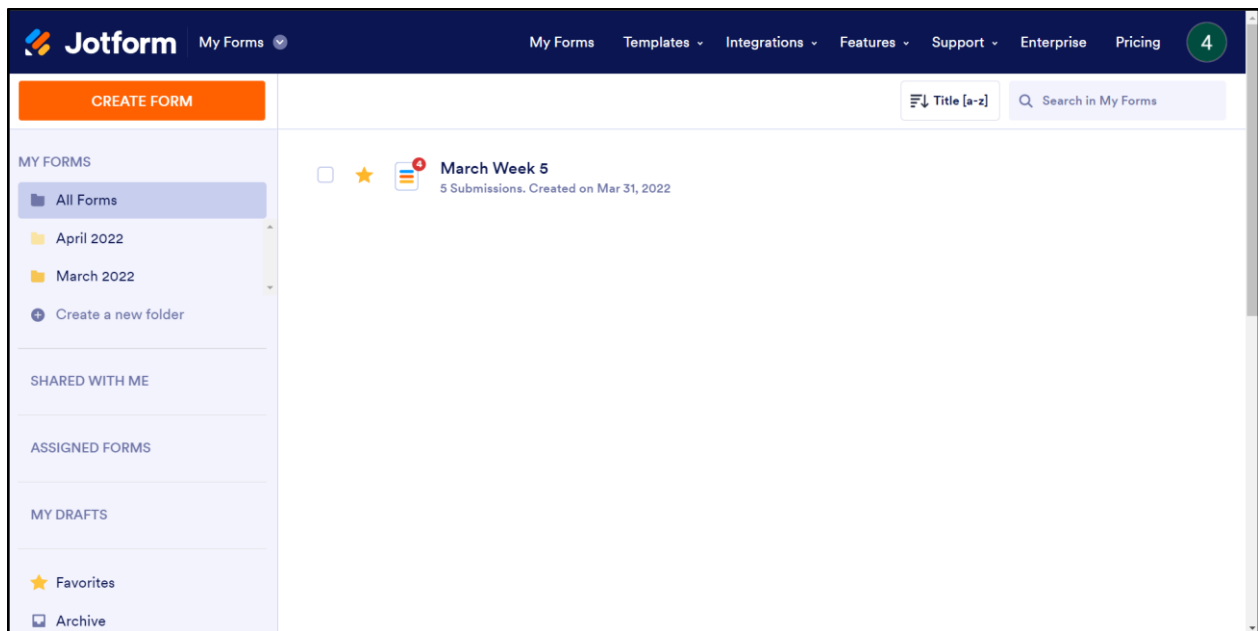 Jotform My Forms My Forms Templates Integrations Features Support Enterprise Pricing 4
CREATE FORM
Title [a-z] Search in My Forms
MY FORMS
All Forms
April 2022
March 2022
Create a new folder
SHARED WITH ME
ASSIGNED FORMS
MY DRAFTS
Favorites
Archive
4
March Week 5
5 Submissions. Created on Mar 31, 2022